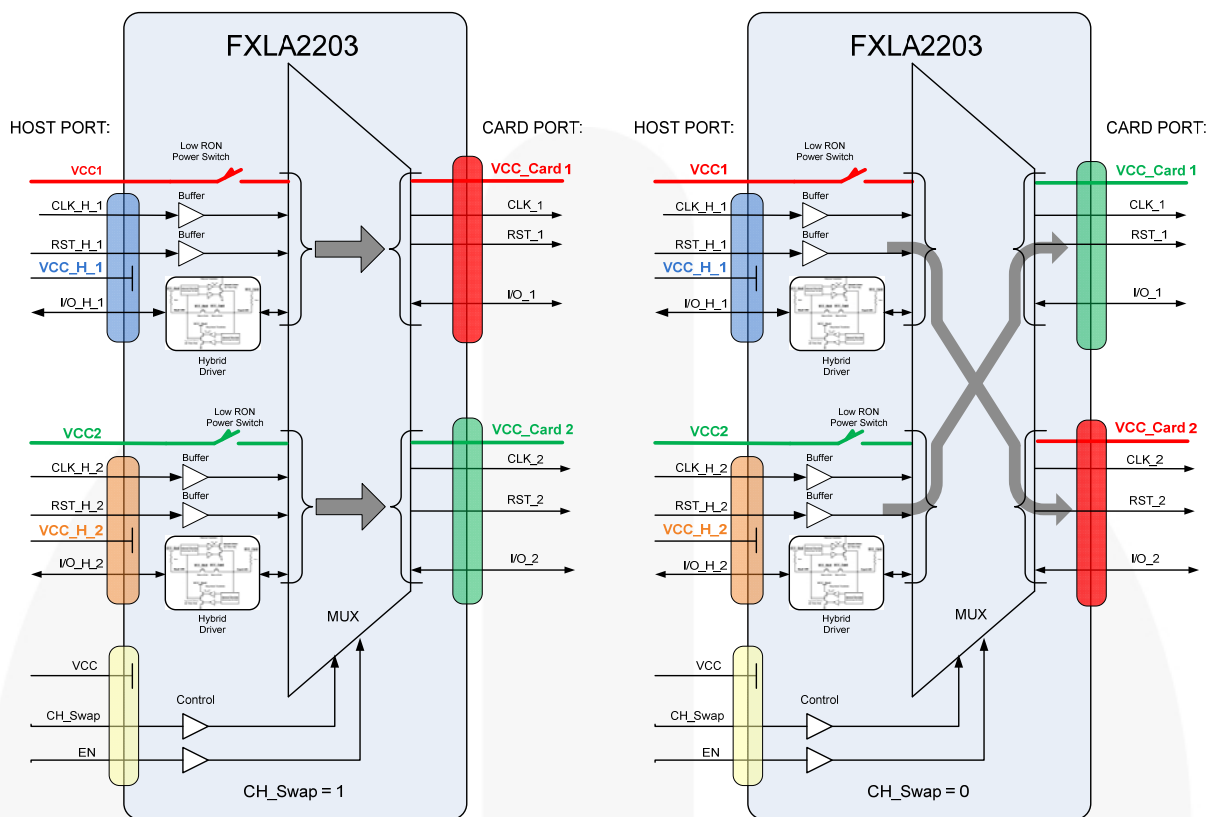 FXLA2203
HOST PORT:
CARD PORT:
Low RON
Power Switch
VCC1
VCC_Card 1
Buffer
CLK_H_1
CLK_1
RST_H_1
Buffer
RST_1
VCC_H_1
I/O_H_1
I/O_1
Hybrid
Driver
Low RON
Power Switch
VCC2
VCC_Card 2
Buffer
CLK_H_2
CLK_2
RST_H_2
Buffer
RST_2
VCC_H_2
I/O_H_2
I/O_2
Hybrid
Driver
MUX
VCC
Control
CH_Swap
EN
CH_Swap = 1
FXLA2203
HOST PORT:
CARD PORT:
Low RON
Power Switch
VCC1
VCC_Card 1
Buffer
CLK_H_1
CLK_1
RST_H_1
Buffer
RST_1
VCC_H_1
I/O_H_1
I/O_1
Hybrid
Driver
Low RON
Power Switch
VCC2
VCC_Card 2
Buffer
CLK_H_2
CLK_2
RST_H_2
Buffer
RST_2
VCC_H_2
I/O_H_2
I/O_2
Hybrid
Driver
MUX
VCC
Control
CH_Swap
EN
CH_Swap = 0